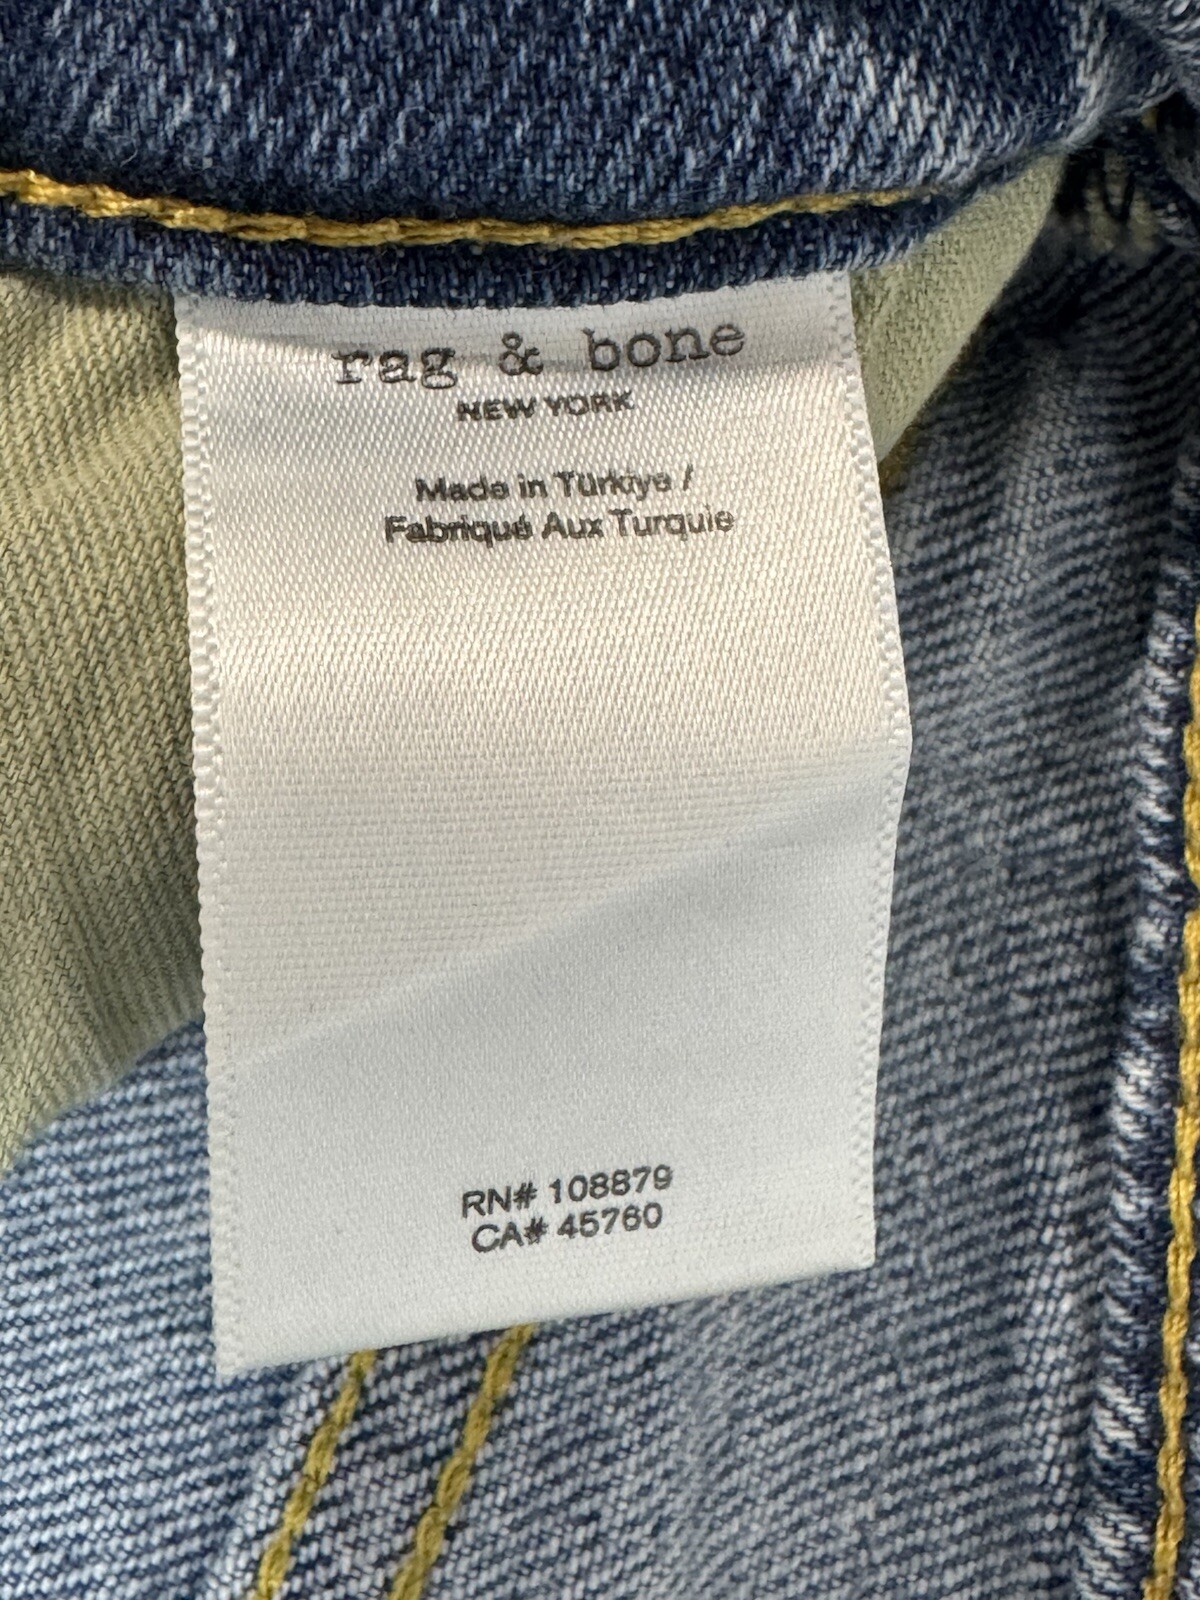 rag & bone
NEW YORK
Made in Türkiye /
Fabriqué Aux Turquie
RN# 108879
CA# 45760